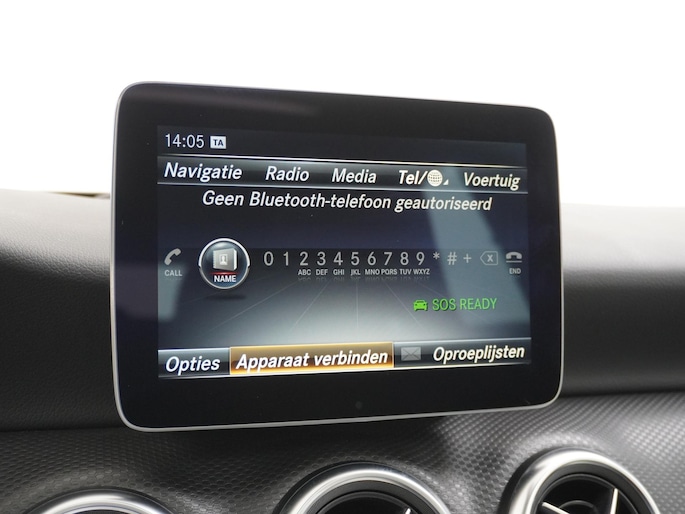 14:05 TA
Navigatie Radio Media Tel/ Voertuig
Geen Bluetooth-telefoon geautoriseerd
0 1 2 3 4 5 6 7 8 9 * # +
CALL NAME ABC DEF GHI JKL MNO PQRS TUV WXYZ END
SOS READY
Opties Apparaat verbinden Oproeplijsten